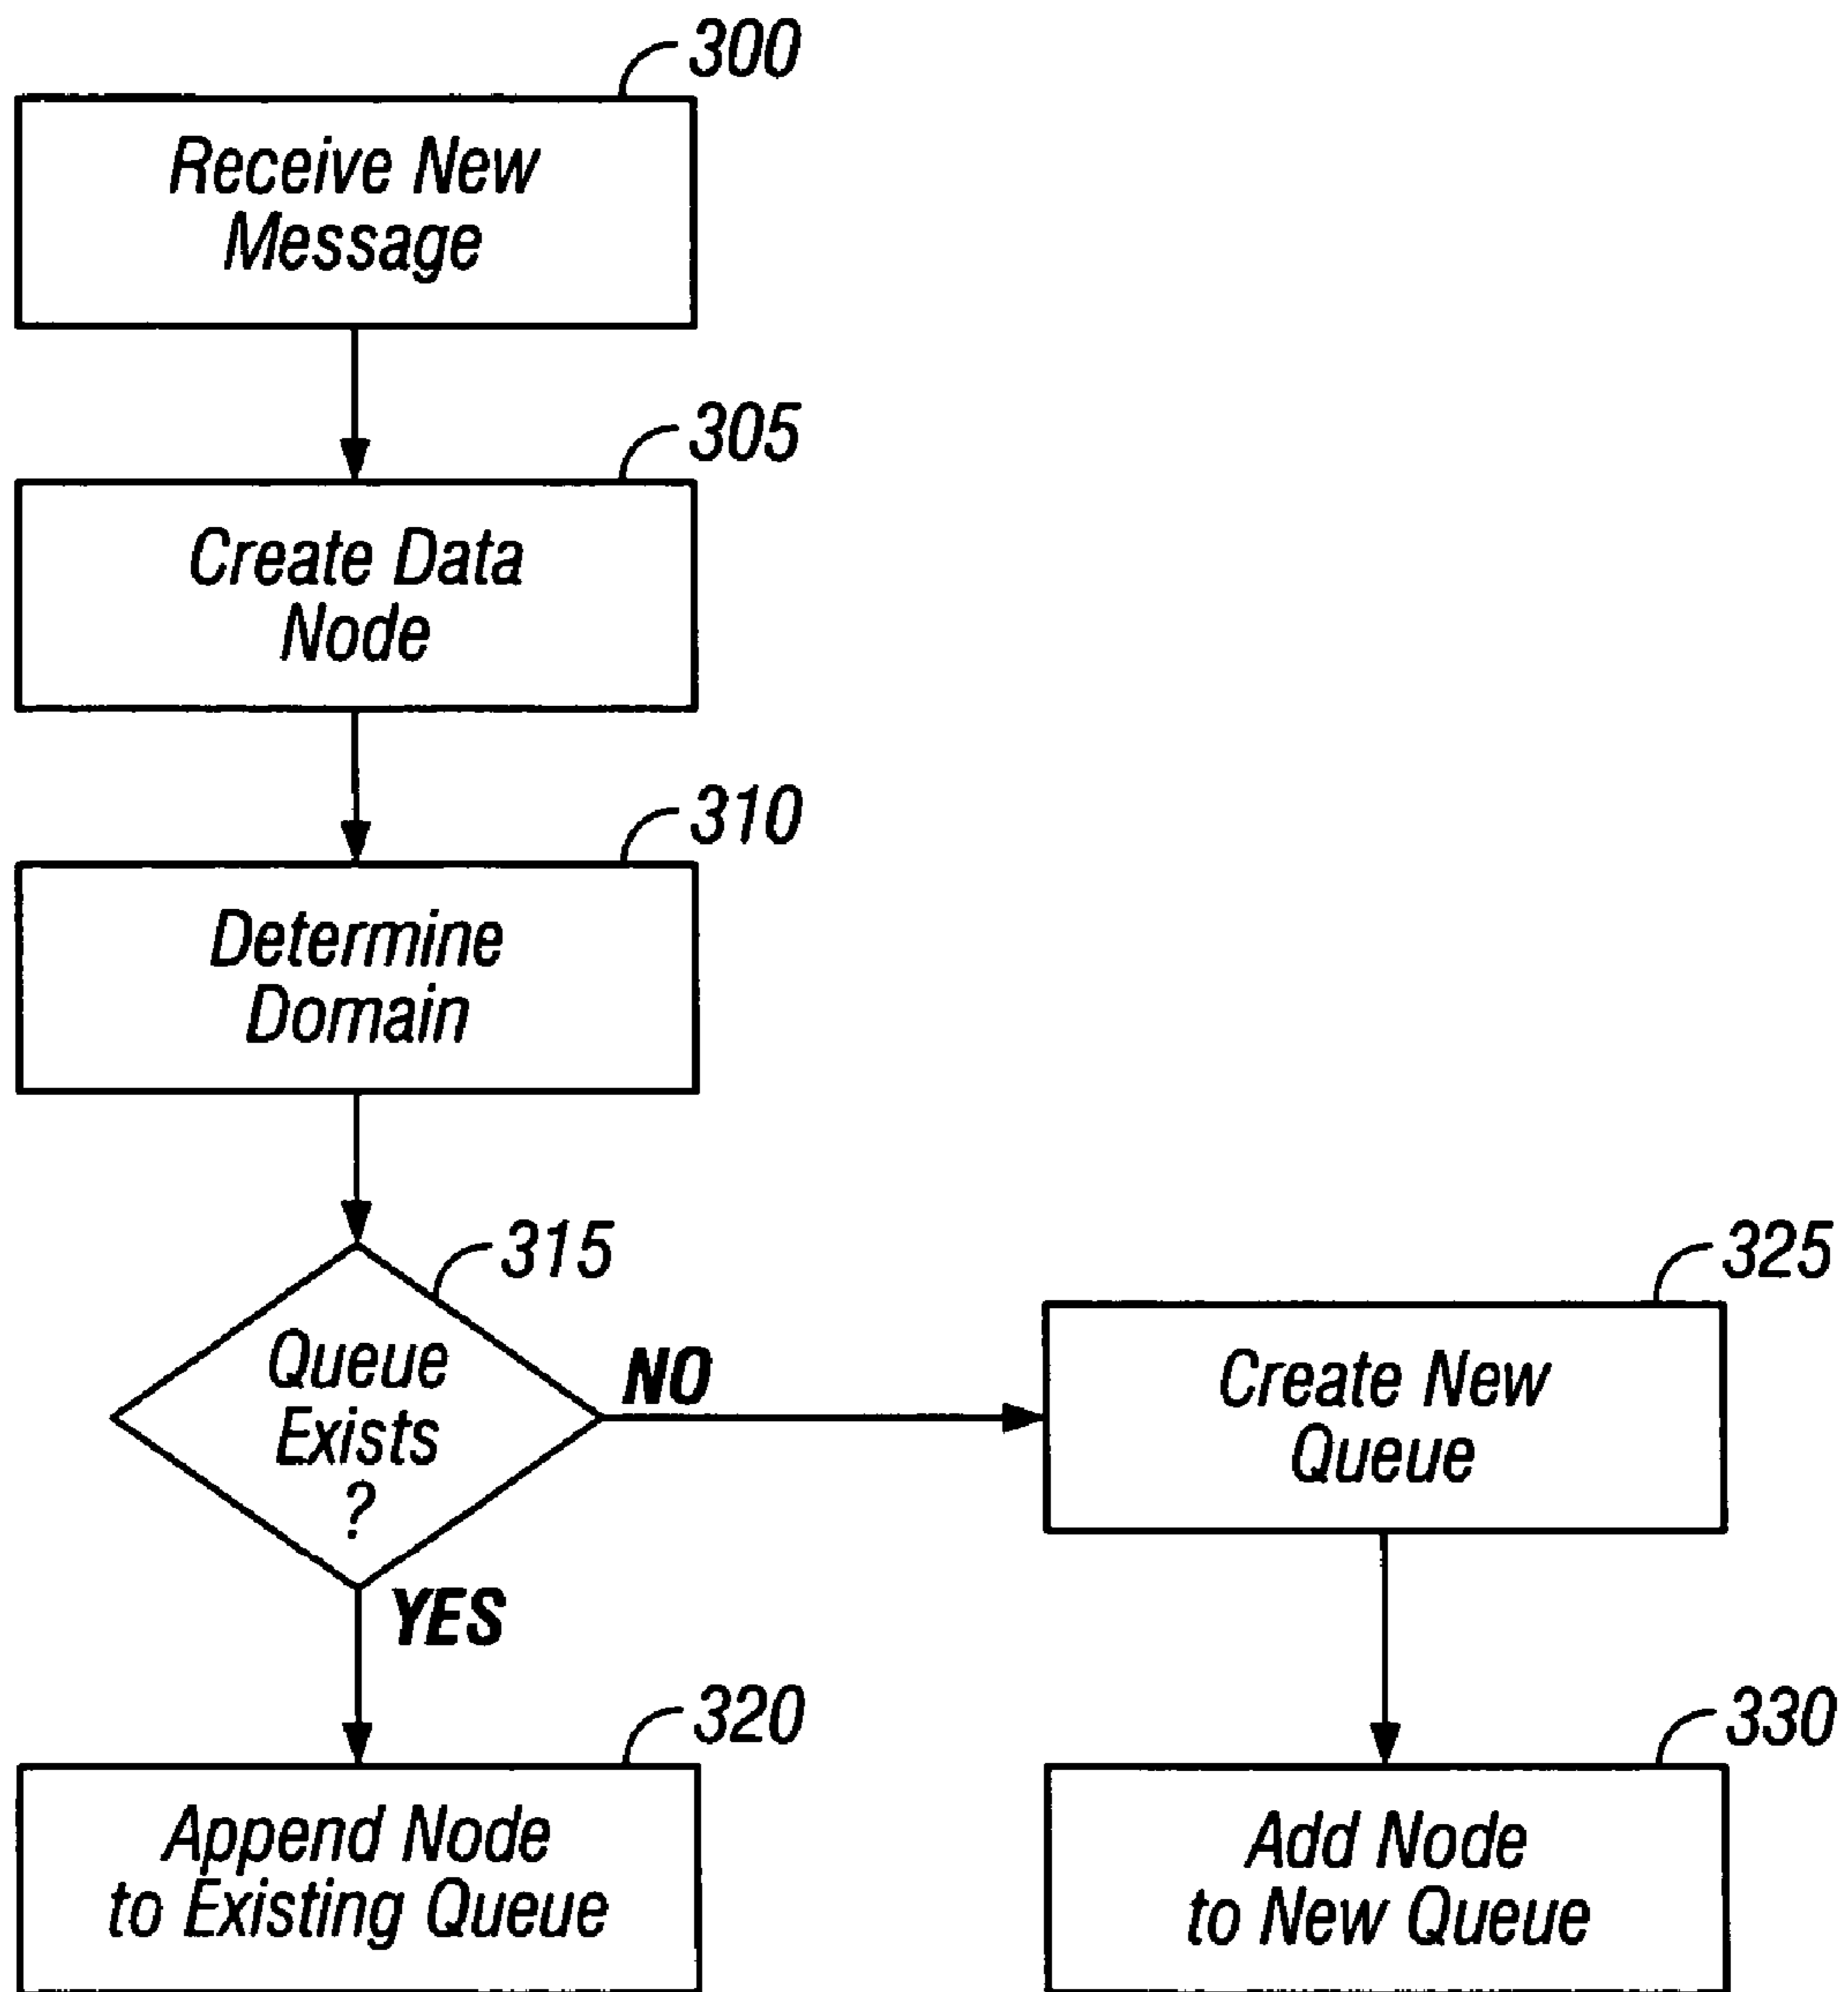 300
Receive New
Message
305
Create Data
Node
310
Determine
Domain
315
Queue
Exists
?
NO
YES
325
Create New
Queue
320
Append Node
to Existing Queue
330
Add Node
to New Queue